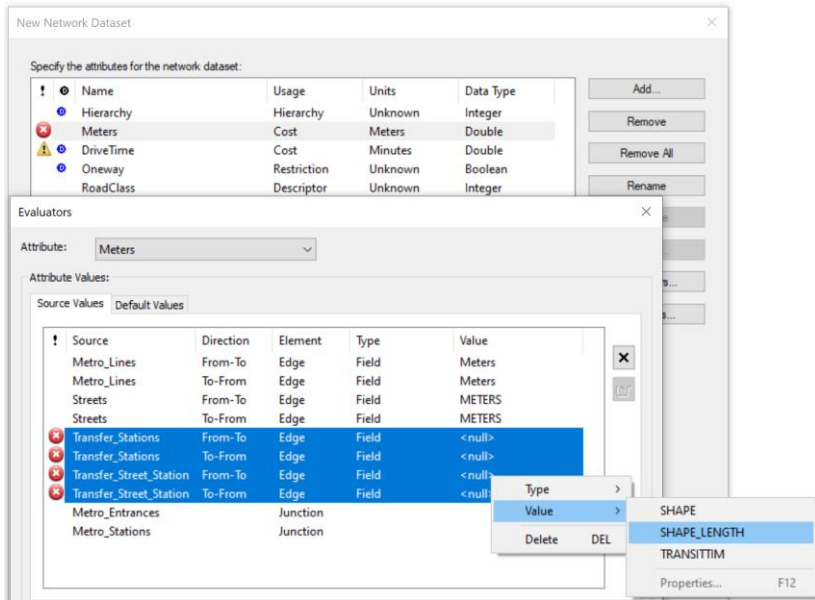 New Network Dataset
Specify the attributes for the network dataset:
! Name Usage Units Data Type
Hierarchy Hierarchy Unknown Integer
Meters Cost Meters Double
DriveTime Cost Minutes Double
Oneway Restriction Unknown Boolean
RoadClass Descriptor Unknown Integer
Add...
Remove
Remove All
Rename
Evaluators
Attribute: Meters
Attribute Values:
Source Values Default Values
! Source Direction Element Type Value
Metro_Lines From-To Edge Field Meters
Metro_Lines To-From Edge Field Meters
Streets From-To Edge Field METERS
Streets To-From Edge Field METERS
Transfer_Stations From-To Edge Field <null>
Transfer_Stations To-From Edge Field <null>
Transfer_Street_Station From-To Edge Field <null>
Transfer_Street_Station To-From Edge Field <null>
Metro_Entrances Junction
Metro_Stations Junction
Type
Value
Delete DEL
SHAPE
SHAPE_LENGTH
TRANSITTIM
Properties... F12